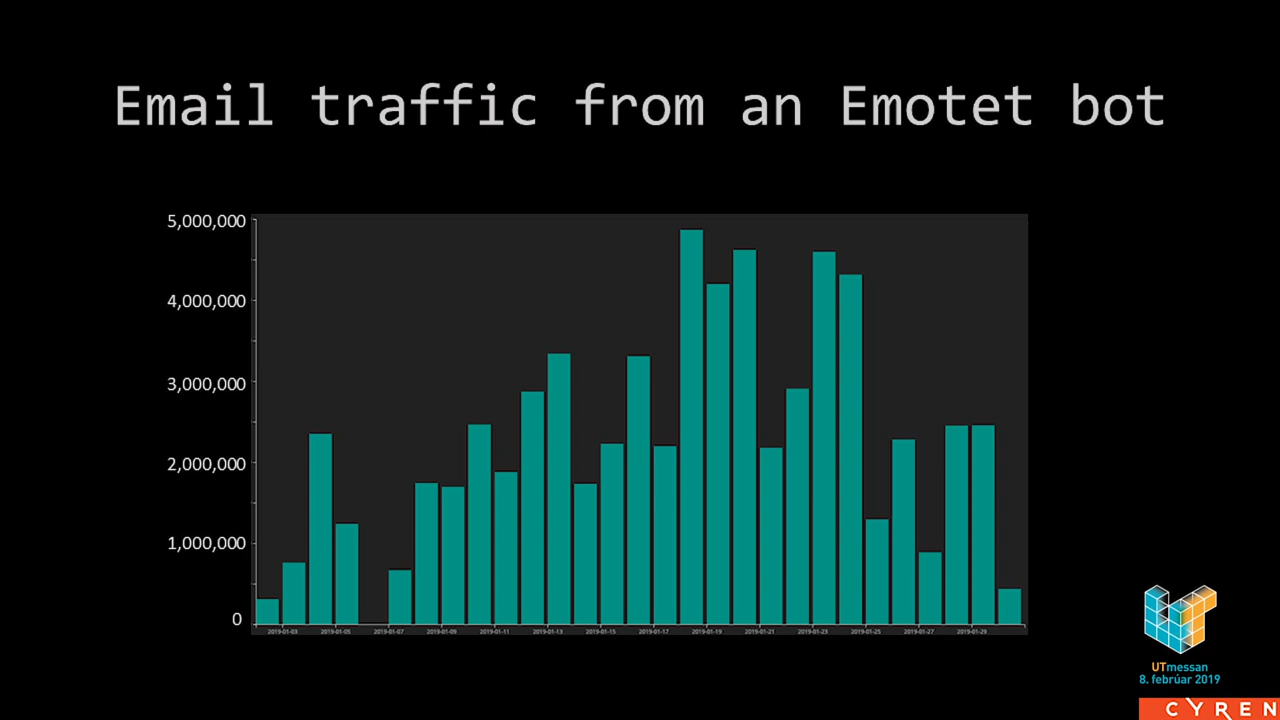 Email traffic from an Emotet bot
5,000,000
4,000,000
3,000,000
2,000,000
1,000,000
0
2019-01-03 2019-01-05 2019-01-07 2019-01-09 2019-01-11 2019-01-13 2019-01-15 2019-01-17 2019-01-19 2019-01-21 2019-01-23 2019-01-25 2019-01-27 2019-01-29
UTmessan
8. febrúar 2019
CYREN